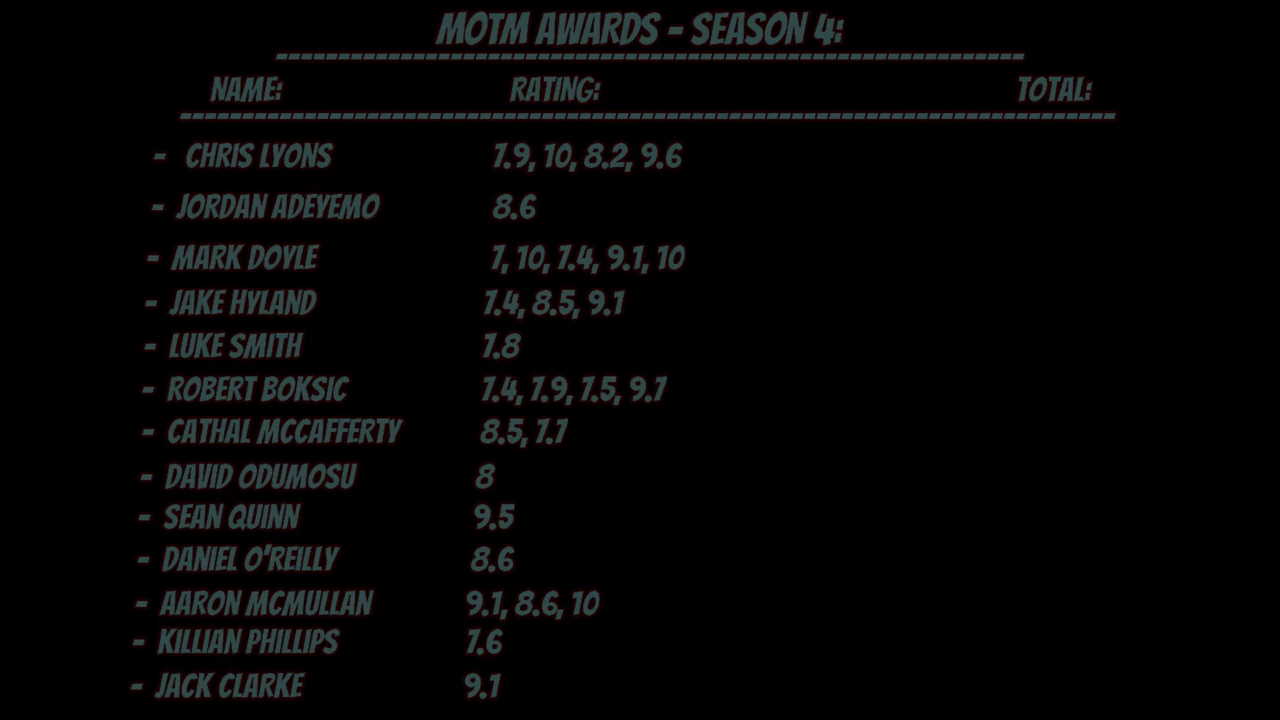 MOTM AWARDS - SEASON 4:
------------------------------------------------------------
NAME: RATING: TOTAL:
---------------------------------------------------------------------------
- CHRIS LYONS 7.9, 10, 8.2, 9.6
- JORDAN ADEYEMO 8.6
- MARK DOYLE 7, 10, 7.4, 9.1, 10
- JAKE HYLAND 7.4, 8.5, 9.1
- LUKE SMITH 7.8
- ROBERT BOKSIC 7.4, 7.9, 7.5, 9.7
- CATHAL MCCAFFERTY 8.5, 7.7
- DAVID ODUMOSU 8
- SEAN QUINN 9.5
- DANIEL O'REILLY 8.6
- AARON MCMULLAN 9.1, 8.6, 10
- KILLIAN PHILLIPS 7.6
- JACK CLARKE 9.1